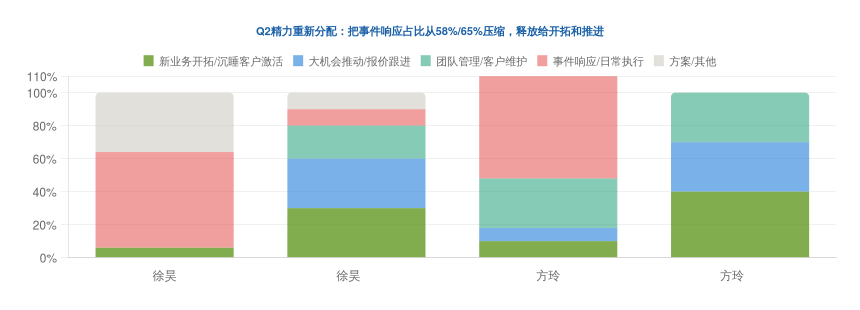 Q2精力重新分配：把事件响应占比从58%/65%压缩，释放给开拓和推进
新业务开拓/沉睡客户激活 大机会推动/报价跟进 团队管理/客户维护 事件响应/日常执行 方案/其他
110%
100%
80%
60%
40%
20%
0%
徐昊 徐昊 方玲 方玲